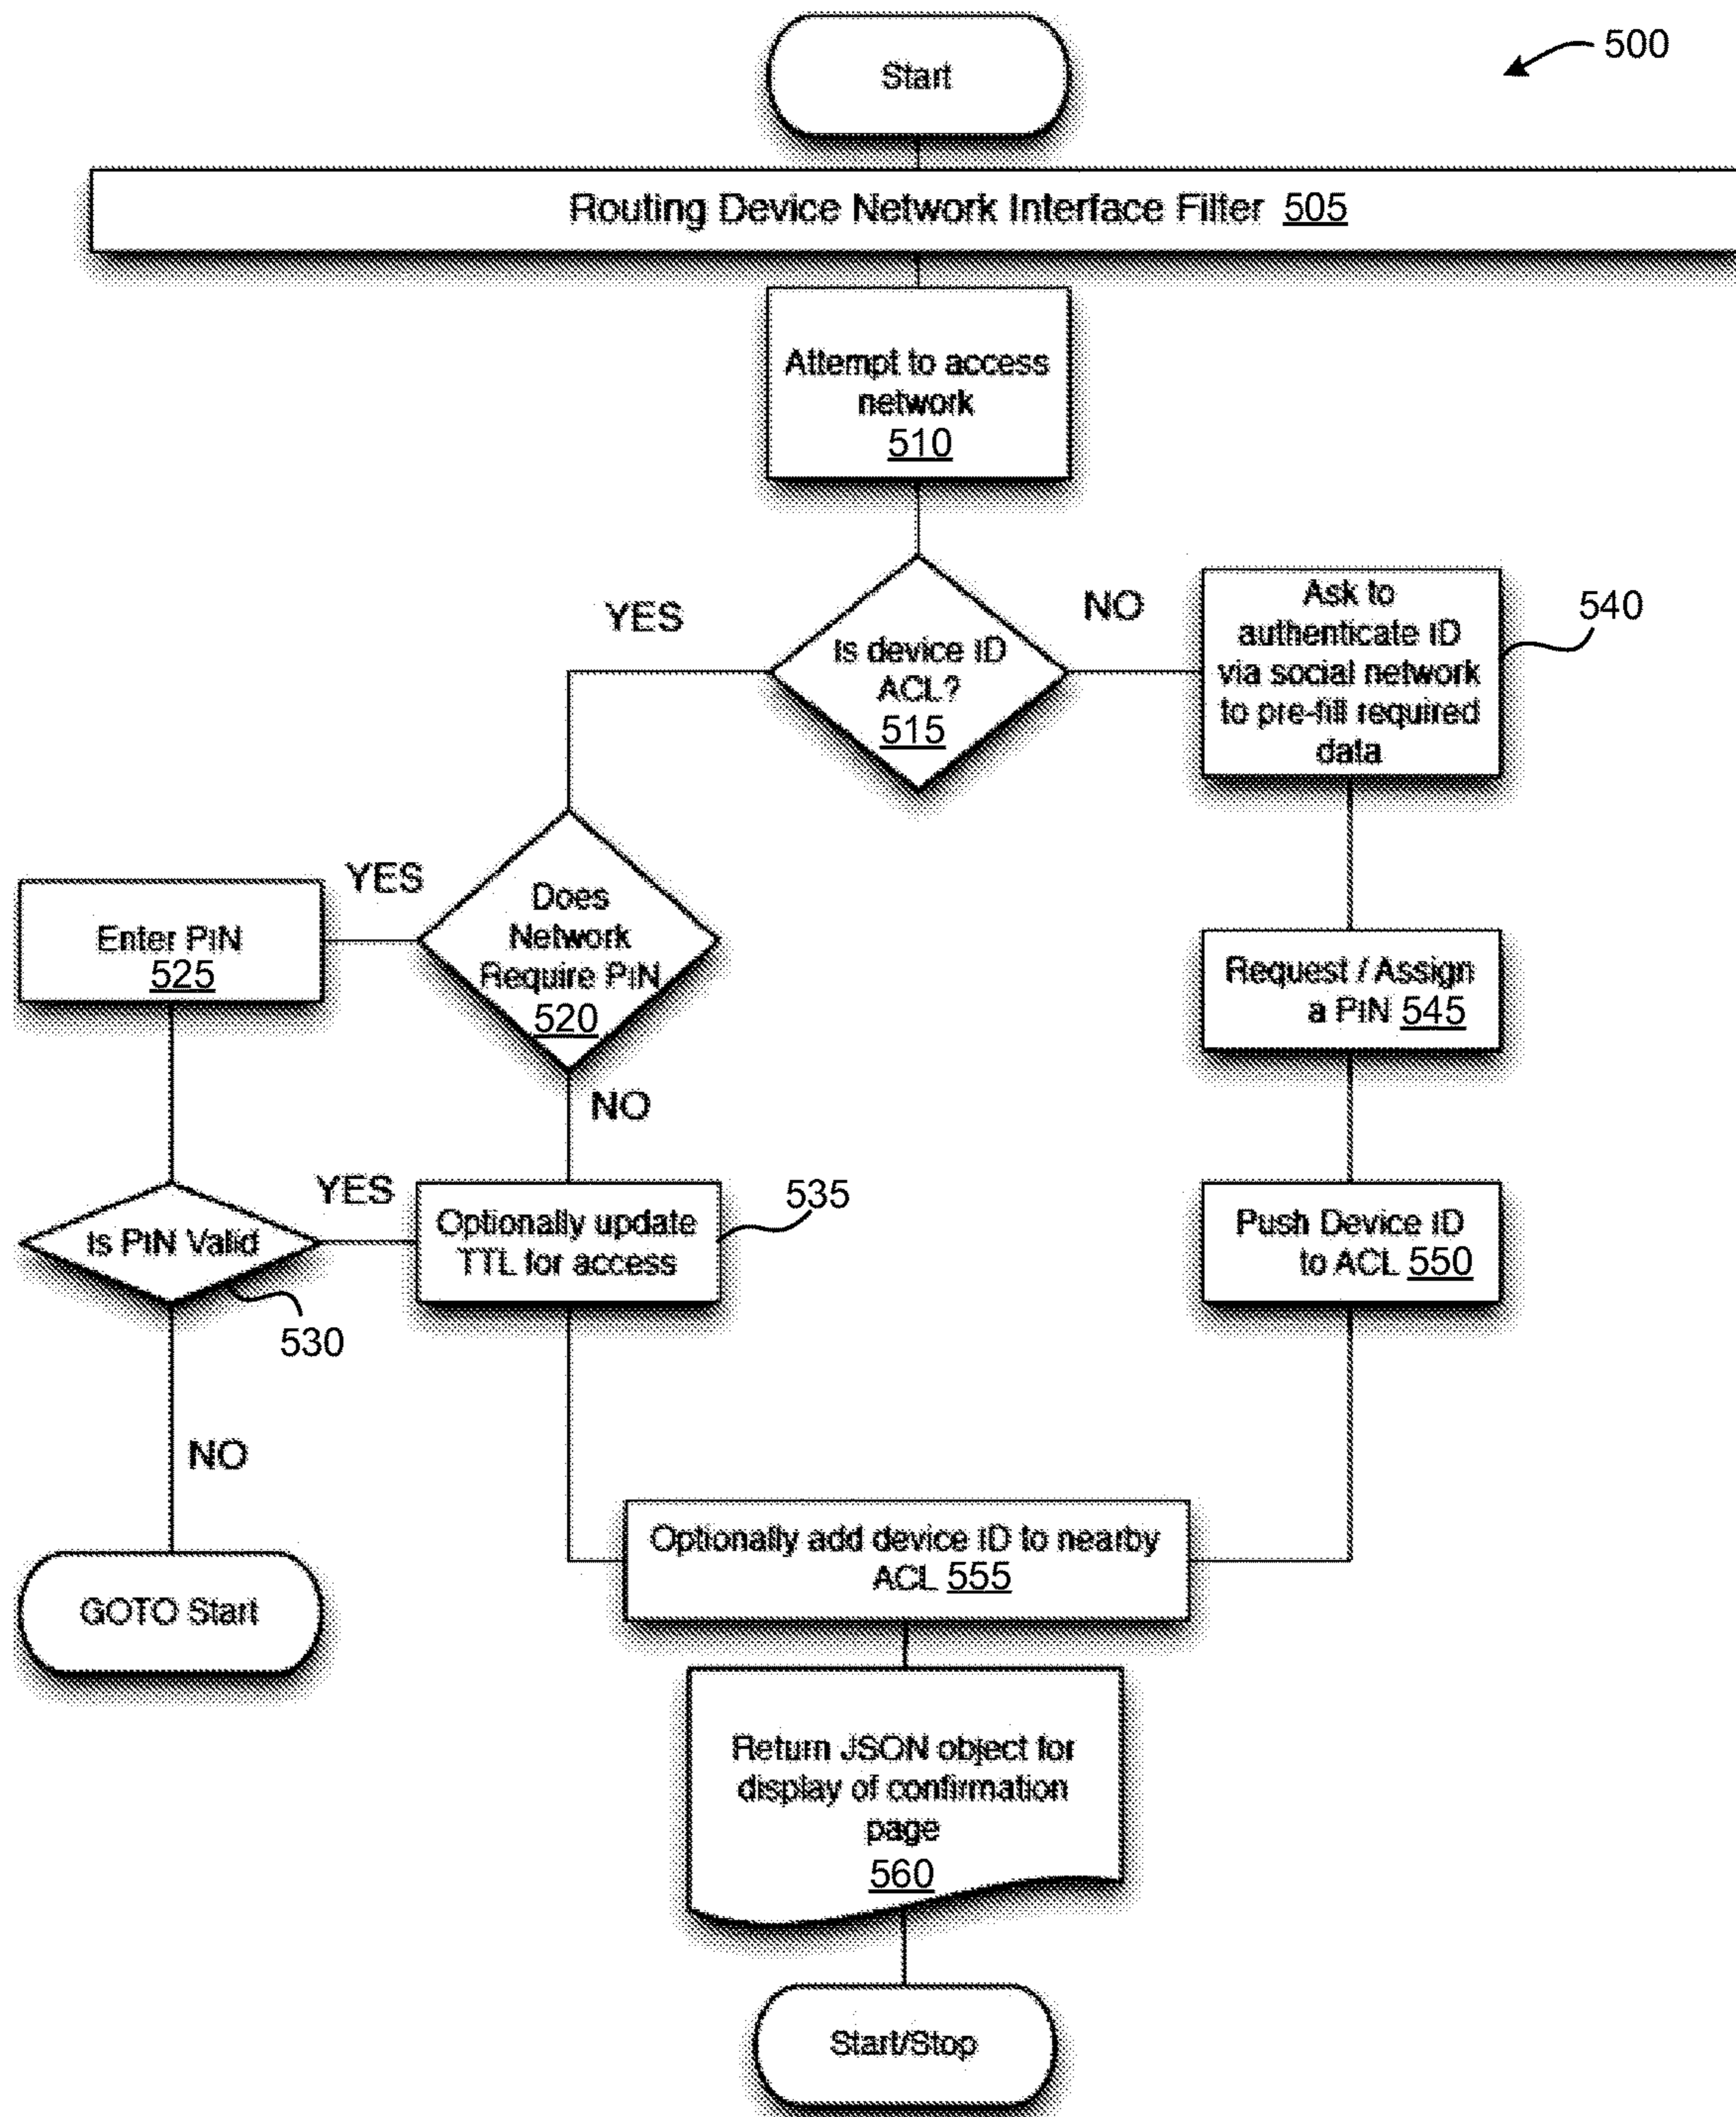 Start
500
Routing Device Network Interface Filter 505
Attempt to access
network
510
YES
NO
Is device ID
ACL?
515
Ask to
authenticate ID
via social network
to pre-fill required
data
540
YES
Does
Network
Require PIN
520
Enter PIN
525
Request / Assign
a PIN 545
NO
YES
Is PIN Valid
530
Optionally update
TTL for access
535
Push Device ID
to ACL 550
NO
GOTO Start
Optionally add device ID to nearby
ACL 555
Return JSON object for
display of confirmation
page
560
Start/Stop